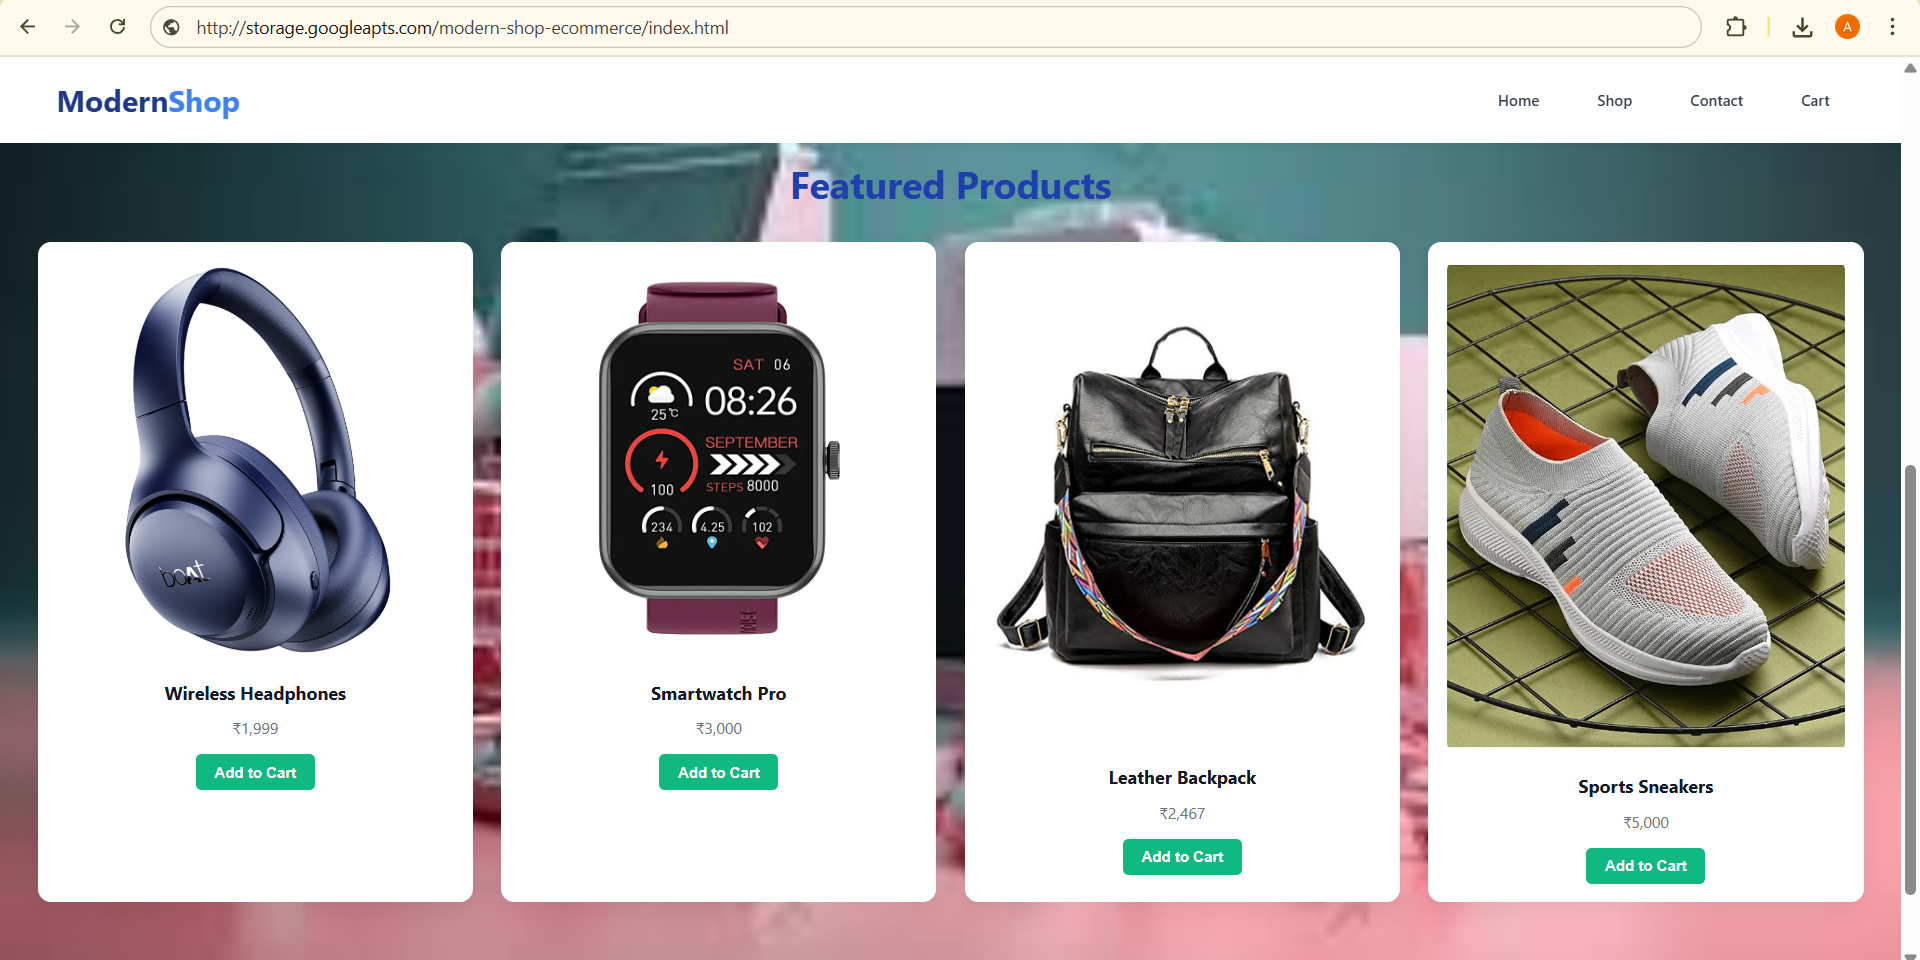 http://storage.googleapts.com/modern-shop-ecommerce/index.html
A
ModernShop
Home Shop Contact Cart
Featured Products
boAt
SAT 06
25°C 08:26
SEPTEMBER
100 STEPS 8000
234 4.25 102
NOISE
Wireless Headphones
₹1,999
Add to Cart
Smartwatch Pro
₹3,000
Add to Cart
Leather Backpack
₹2,467
Add to Cart
Sports Sneakers
₹5,000
Add to Cart